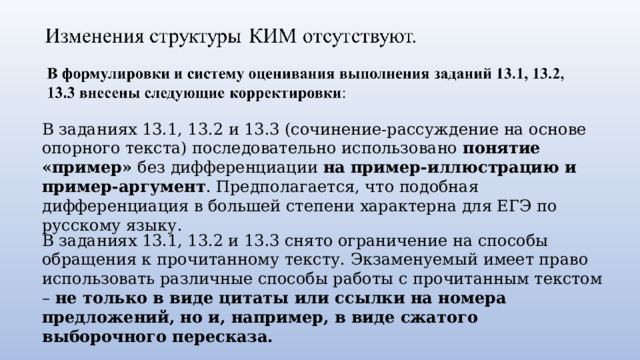 Изменения структуры КИМ отсутствуют.
В формулировки и систему оценивания выполнения заданий 13.1, 13.2,
13.3 внесены следующие корректировки:
В заданиях 13.1, 13.2 и 13.3 (сочинение-рассуждение на основе
опорного текста) последовательно использовано понятие
«пример» без дифференциации на пример-иллюстрацию и
пример-аргумент. Предполагается, что подобная
дифференциация в большей степени характерна для ЕГЭ по
русскому языку.
В заданиях 13.1, 13.2 и 13.3 снято ограничение на способы
обращения к прочитанному тексту. Экзаменуемый имеет право
использовать различные способы работы с прочитанным текстом
– не только в виде цитаты или ссылки на номера
предложений, но и, например, в виде сжатого
выборочного пересказа.